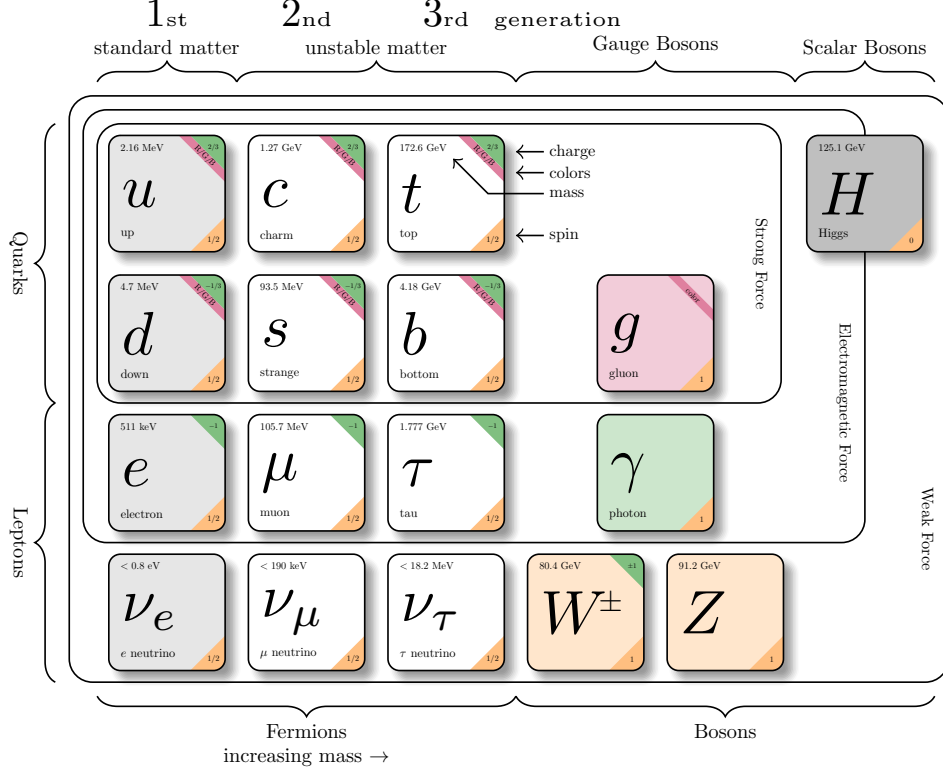 1st 2nd 3rd generation
standard matter unstable matter Gauge Bosons Scalar Bosons
Quarks
Leptons
2.16 MeV 2/3 R/G/B
u
up 1/2
1.27 GeV 2/3 R/G/B
c
charm 1/2
172.6 GeV 2/3 R/G/B
t
top 1/2
charge
colors
mass
spin
125.1 GeV
H
Higgs 0
4.7 MeV −1/3 R/G/B
d
down 1/2
93.5 MeV −1/3 R/G/B
s
strange 1/2
4.18 GeV −1/3 R/G/B
b
bottom 1/2
color
g
gluon 1
Strong Force
511 keV −1
e
electron 1/2
105.7 MeV −1
μ
muon 1/2
1.777 GeV −1
τ
tau 1/2
γ
photon 1
Electromagnetic Force
< 0.8 eV
νe
e neutrino 1/2
< 190 keV
νμ
μ neutrino 1/2
< 18.2 MeV
ντ
τ neutrino 1/2
80.4 GeV ±1
W±
1
91.2 GeV
Z
1
Weak Force
Fermions Bosons
increasing mass →